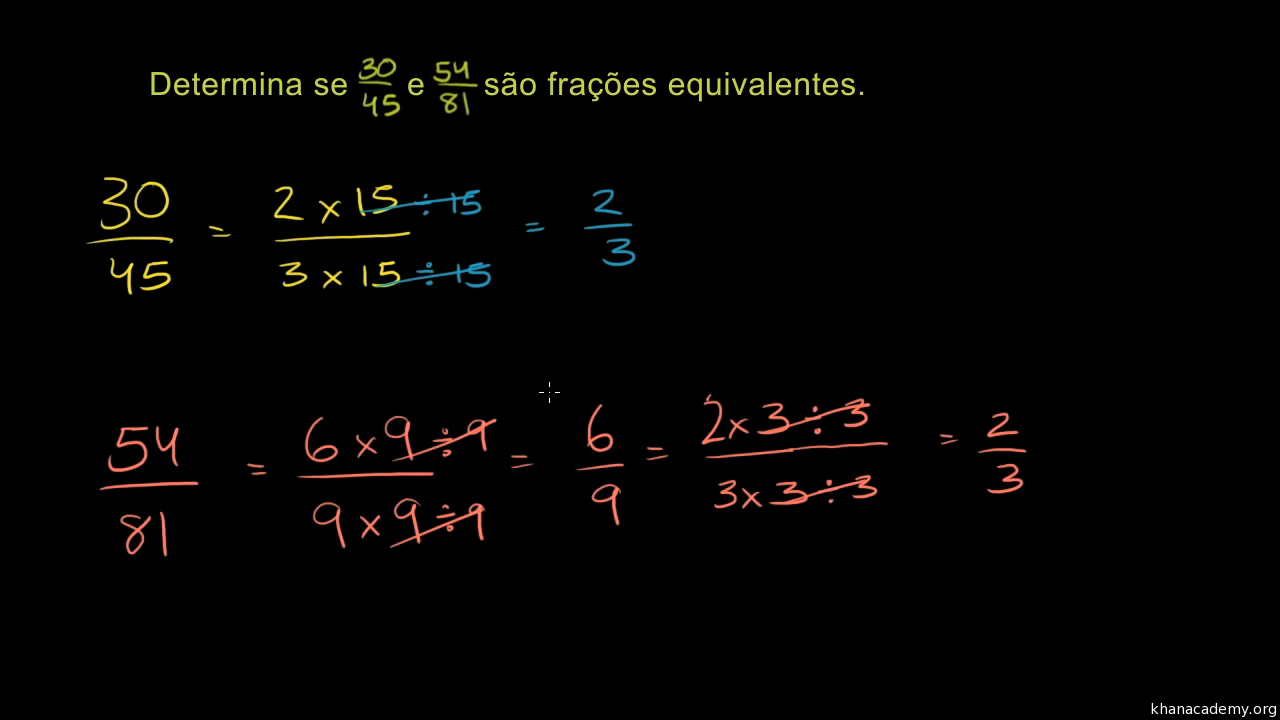 Determina se 30/45 e 54/81 são frações equivalentes.
30/45 = 2 x 15 ÷ 15 / 3 x 15 ÷ 15 = 2/3
54/81 = 6 x 9 ÷ 9 / 9 x 9 ÷ 9 = 6/9 = 2 x 3 ÷ 3 / 3 x 3 ÷ 3 = 2/3
khanacademy.org